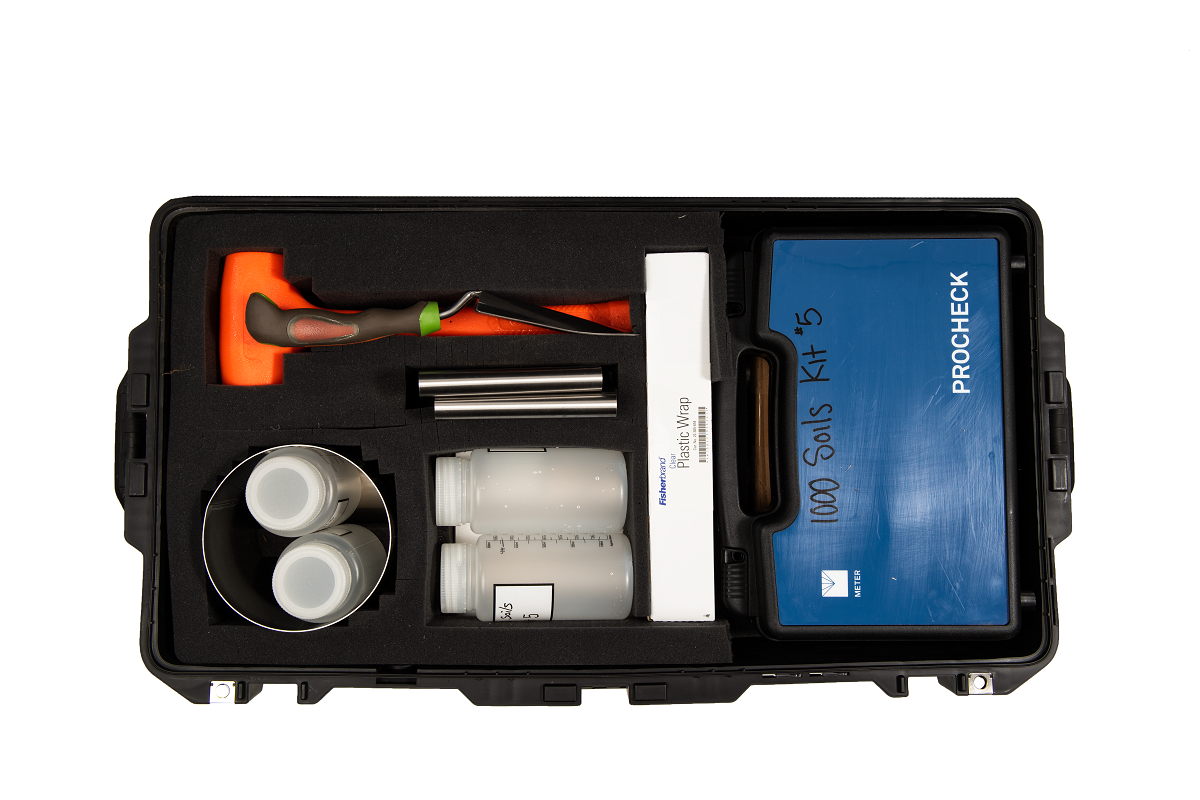 Fisherbrand
Clear
Plastic Wrap
PROCHECK
1000 Soils Kit #5
METER
Soils
5